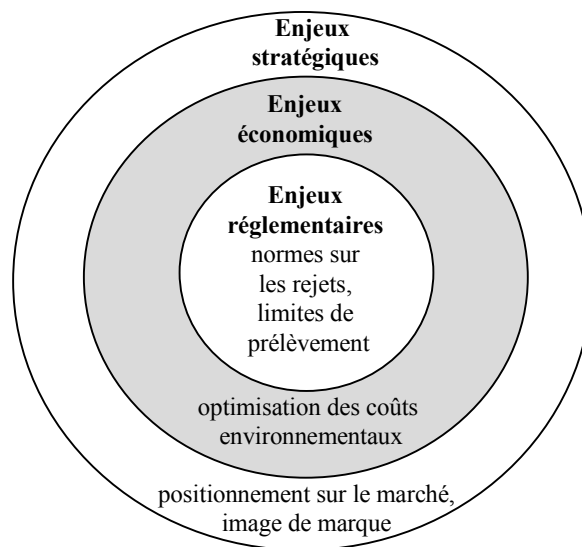 Enjeux
stratégiques
Enjeux
économiques
Enjeux
réglementaires
normes sur
les rejets,
limites de
prélèvement
optimisation des coûts
environnementaux
positionnement sur le marché,
image de marque